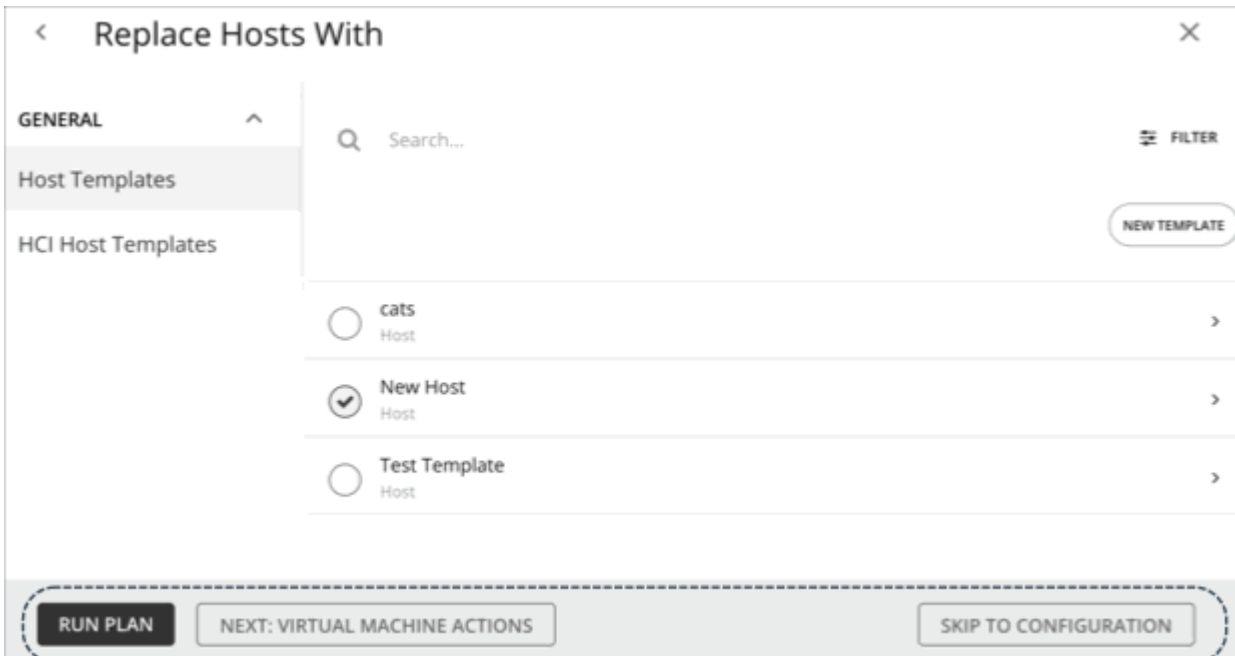 Replace Hosts With
GENERAL
Host Templates
HCI Host Templates
Search...
FILTER
NEW TEMPLATE
cats
Host
New Host
Host
Test Template
Host
RUN PLAN
NEXT: VIRTUAL MACHINE ACTIONS
SKIP TO CONFIGURATION